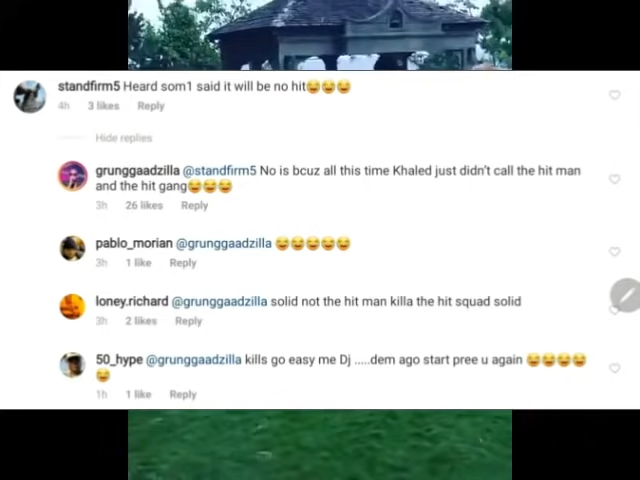 standfirm5 Heard som1 said it will be no hit😂😂😂
4h 3 likes Reply
Hide replies
grunggaadzilla @standfirm5 No is bcuz all this time Khaled just didn't call the hit man
and the hit gang😂😂😂
3h 26 likes Reply
pablo_morian @grunggaadzilla 😂😂😂😂😂
3h 1 like Reply
loney.richard @grunggaadzilla solid not the hit man killa the hit squad solid
3h 2 likes Reply
50_hype @grunggaadzilla kills go easy me Dj .....dem ago start pree u again 😂😂😂😂
😂
1h 1 like Reply